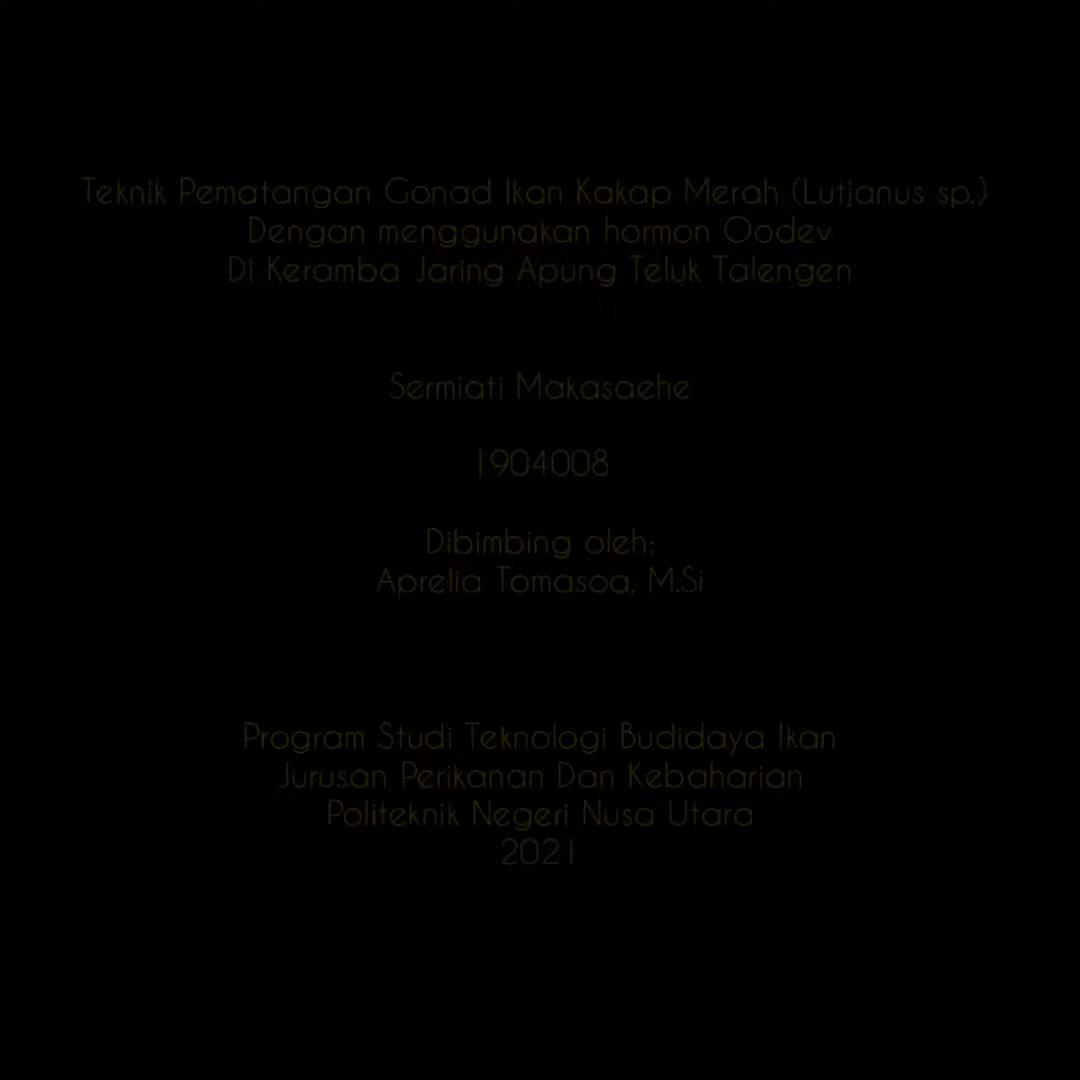 Teknik Pematangan Gonad Ikan Kakap Merah (Lutjanus sp.)
Dengan menggunakan hormon Oodev
Di Keramba Jaring Apung Teluk Talengen
Sermiati Makasaehe
1904008
Dibimbing oleh:
Aprelia Tomasoa, M.Si
Program Studi Teknologi Budidaya Ikan
Jurusan Perikanan Dan Kebaharian
Politeknik Negeri Nusa Utara
2021